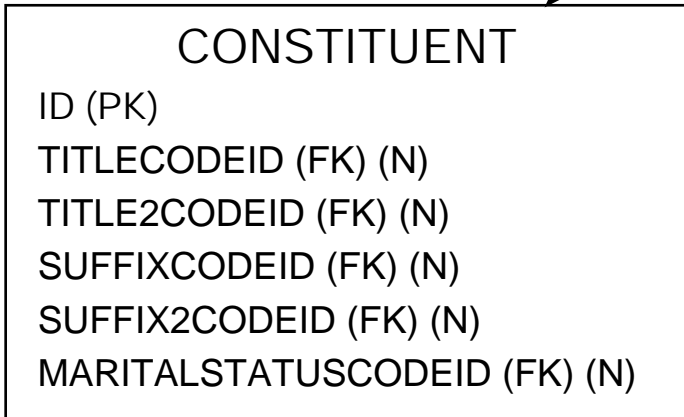 CONSTITUENT
ID (PK)
TITLECODEID (FK) (N)
TITLE2CODEID (FK) (N)
SUFFIXCODEID (FK) (N)
SUFFIX2CODEID (FK) (N)
MARITALSTATUSCODEID (FK) (N)